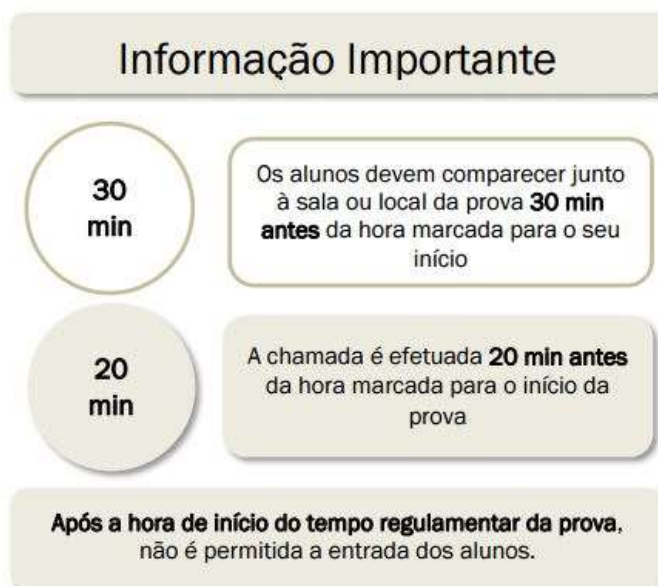 Informação Importante
30
min
Os alunos devem comparecer junto
à sala ou local da prova 30 min
antes da hora marcada para o seu
início
20
min
A chamada é efetuada 20 min antes
da hora marcada para o início da
prova
Após a hora de início do tempo regulamentar da prova,
não é permitida a entrada dos alunos.